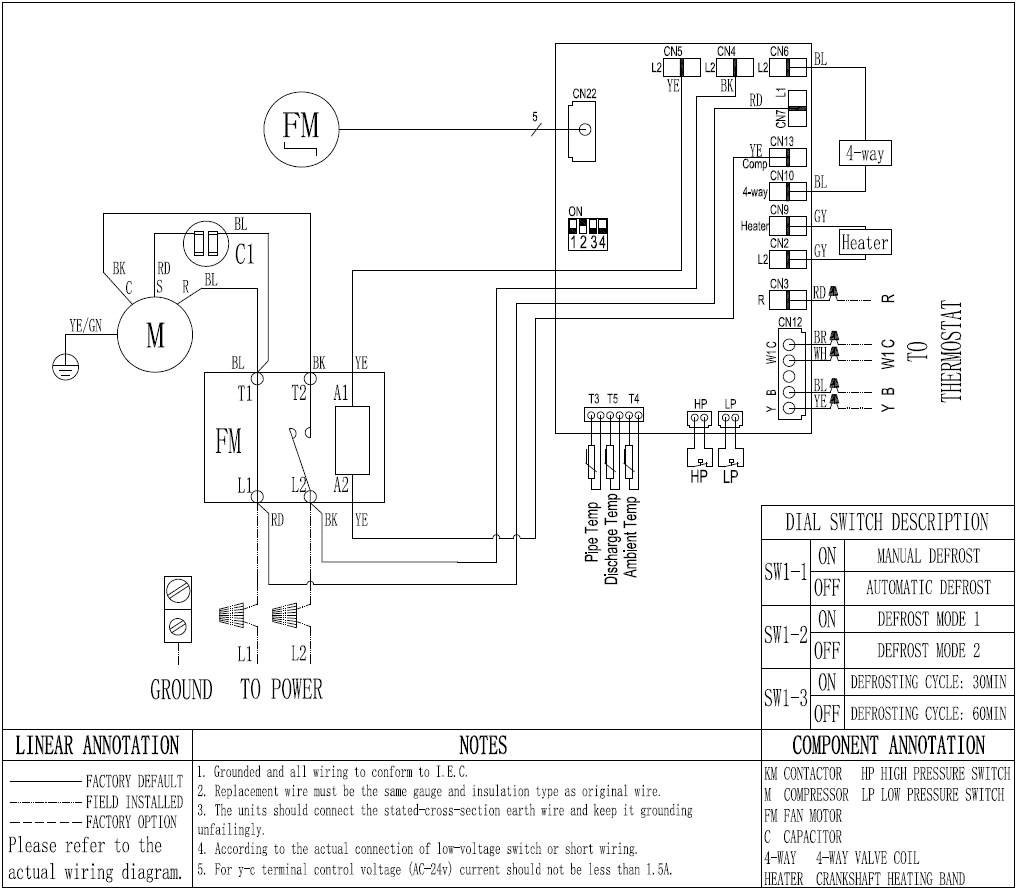 CN5
CN4
CN6
L2
L2
L2
BL
YE
BK
CN22
RD
L1
CN7
FM
5
CN13
YE
Comp
4-way
CN10
4-way
BL
ON
1 2 3 4
CN9
Heater
GY
Heater
CN2
L2
GY
BL
C1
BK
RD
BL
C
S
R
YE/GN
M
CN3
R
RD
R
CN12
BR
WH
W1C
W1C
BL
YE
Y B
Y B
TO
THERMOSTAT
BL
BK
YE
T1
T2
A1
FM
L1
L2
A2
RD
BK
YE
T3 T5 T4
HP
LP
HP
LP
Pipe Temp
Discharge Temp
Ambient Temp
L1
L2
GROUND
TO POWER
DIAL SWITCH DESCRIPTION
SW1-1
ON
MANUAL DEFROST
OFF
AUTOMATIC DEFROST
SW1-2
ON
DEFROST MODE 1
OFF
DEFROST MODE 2
SW1-3
ON
DEFROSTING CYCLE: 30MIN
OFF
DEFROSTING CYCLE: 60MIN
LINEAR ANNOTATION
FACTORY DEFAULT
FIELD INSTALLED
FACTORY OPTION
Please refer to the
actual wiring diagram.
NOTES
1. Grounded and all wiring to conform to I.E.C.
2. Replacement wire must be the same gauge and insulation type as original wire.
3. The units should connect the stated-cross-section earth wire and keep it grounding
unfailingly.
4. According to the actual connection of low-voltage switch or short wiring.
5. For y-c terminal control voltage (AC-24v) current should not be less than 1.5A.
COMPONENT ANNOTATION
KM CONTACTOR HP HIGH PRESSURE SWITCH
M COMPRESSOR LP LOW PRESSURE SWITCH
FM FAN MOTOR
C CAPACITOR
4-WAY 4-WAY VALVE COIL
HEATER CRANKSHAFT HEATING BAND